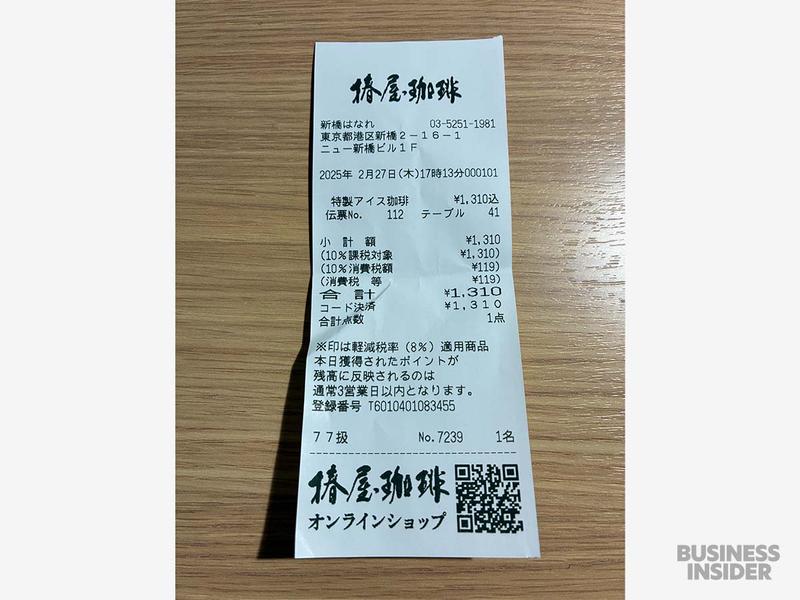 椿屋珈琲
新橋はなれ 03-5251-1981
東京都港区新橋2-16-1
ニュー新橋ビル1F
2025年 2月27日(木)17時13分000101
特製アイス珈琲 ¥1,310込
伝票No. 112 テーブル 41
小 計 額 ¥1,310
(10%課税対象 ¥1,310)
(10%消費税額 ¥119)
(消費税 等 ¥119)
合 計 ¥1,310
コード決済 ¥1,310
合計点数 1点
※印は軽減税率(8%)適用商品
本日獲得されたポイントが
残高に反映されるのは
通常3営業日以内となります。
登録番号 T6010401083455
77扱 No.7239 1名
椿屋珈琲
オンラインショップ
BUSINESS
INSIDER